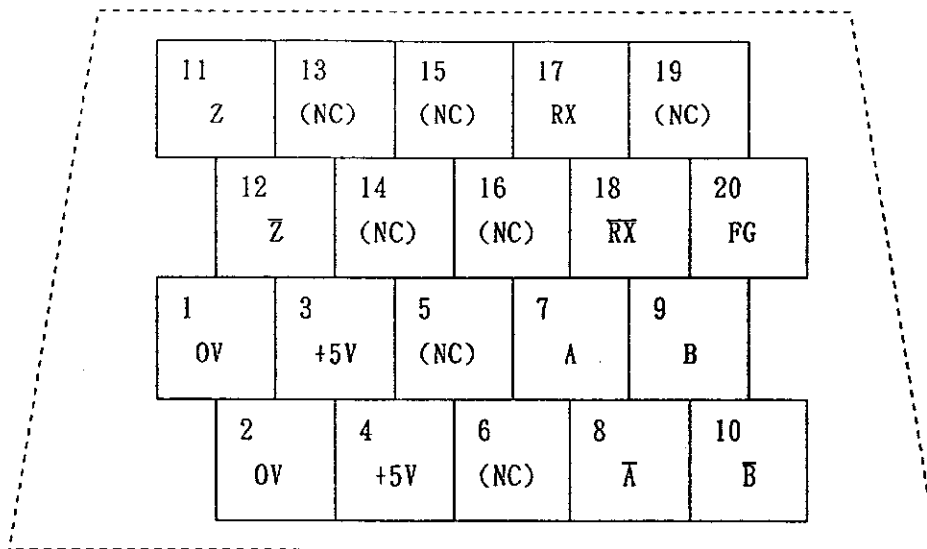 11 13 15 17 19
Z (NC) (NC) RX (NC)
12 14 16 18 20
Z̅ (NC) (NC) R̅X̅ FG
1 3 5 7 9
0V +5V (NC) A B
2 4 6 8 10
0V +5V (NC) A̅ B̅